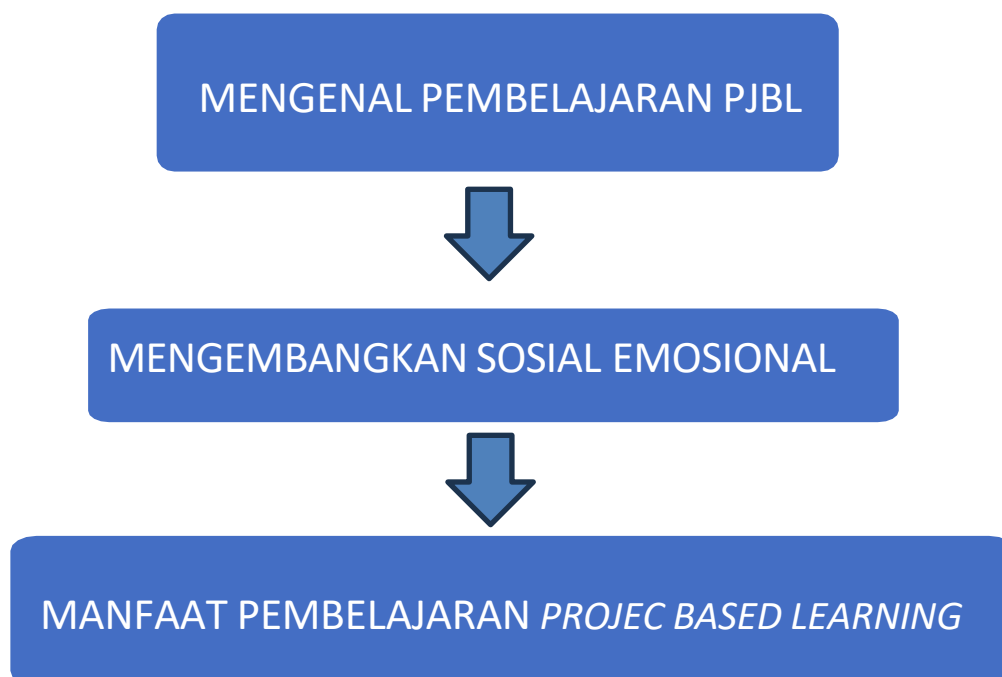 MENGENAL PEMBELAJARAN PJBL
MENGEMBANGKAN SOSIAL EMOSIONAL
MANFAAT PEMBELAJARAN PROJEC BASED LEARNING